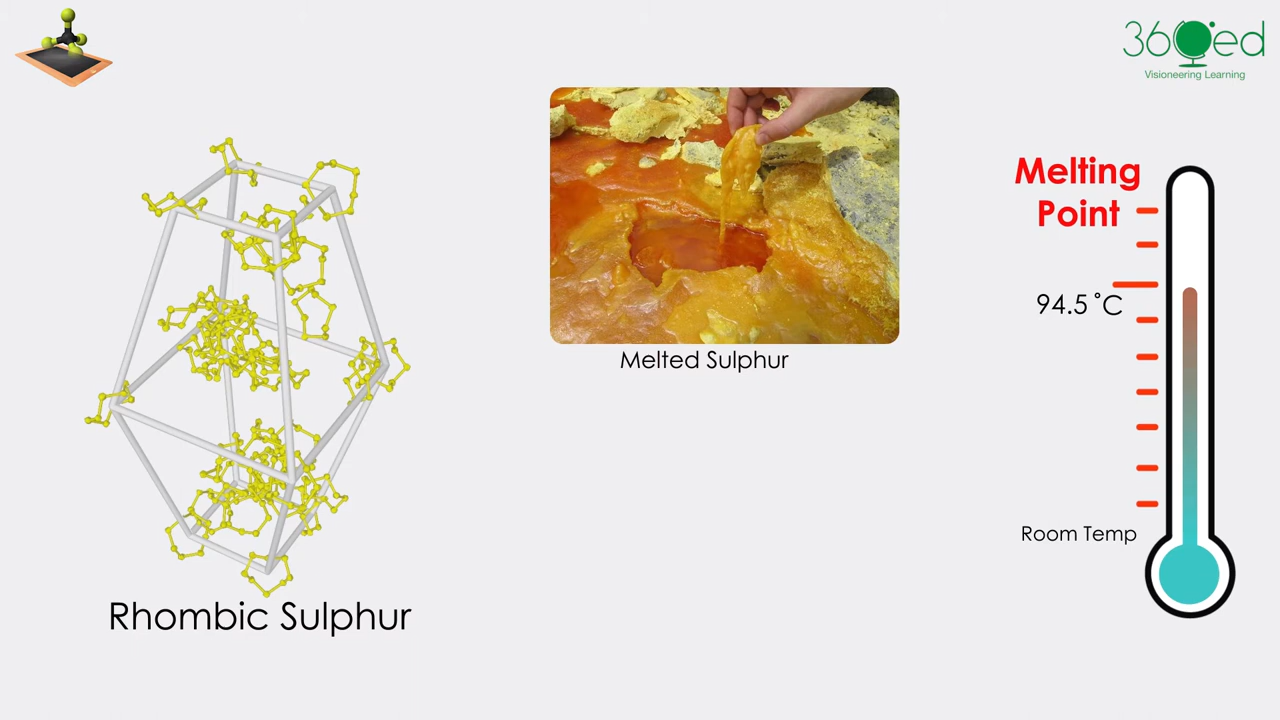 360ed
Visioneering Learning
Melting
Point
94.5 ˚C
Melted Sulphur
Room Temp
Rhombic Sulphur